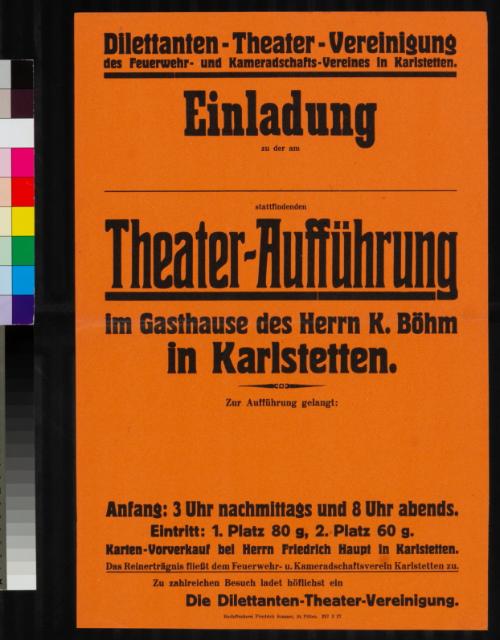 Dilettanten-Theater-Vereinigung
des Feuerwehr- und Kameradschafts-Vereines in Karlstetten.
Einladung
zu der am
stattfindenden
Theater-Aufführung
im Gasthause des Herrn K. Böhm
in Karlstetten.
Zur Aufführung gelangt:
Anfang: 3 Uhr nachmittags und 8 Uhr abends.
Eintritt: 1. Platz 80 g, 2. Platz 60 g.
Karten-Vorverkauf bei Herrn Friedrich Haupt in Karlstetten.
Das Reinerträgnis fließt dem Feuerwehr- u. Kameradschaftsverein Karlstetten zu.
Zu zahlreichen Besuch ladet höflichst ein
Die Dilettanten-Theater-Vereinigung.
St. Pölten.